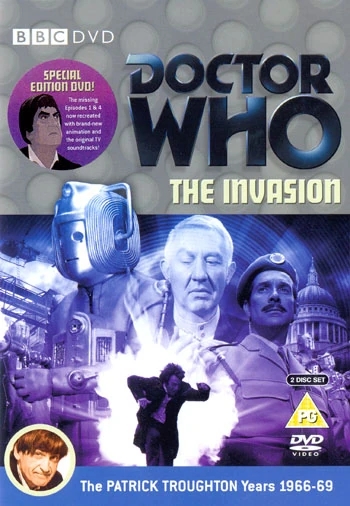 BBC DVD
SPECIAL
EDITION DVD!
The missing
Episodes 1 & 4
now recreated
with brand-new
animation and
the original TV
soundtracks!
DOCTOR
WHO
THE INVASION
2 DISC SET
PG
DVD
VIDEO
The PATRICK TROUGHTON Years 1966-69